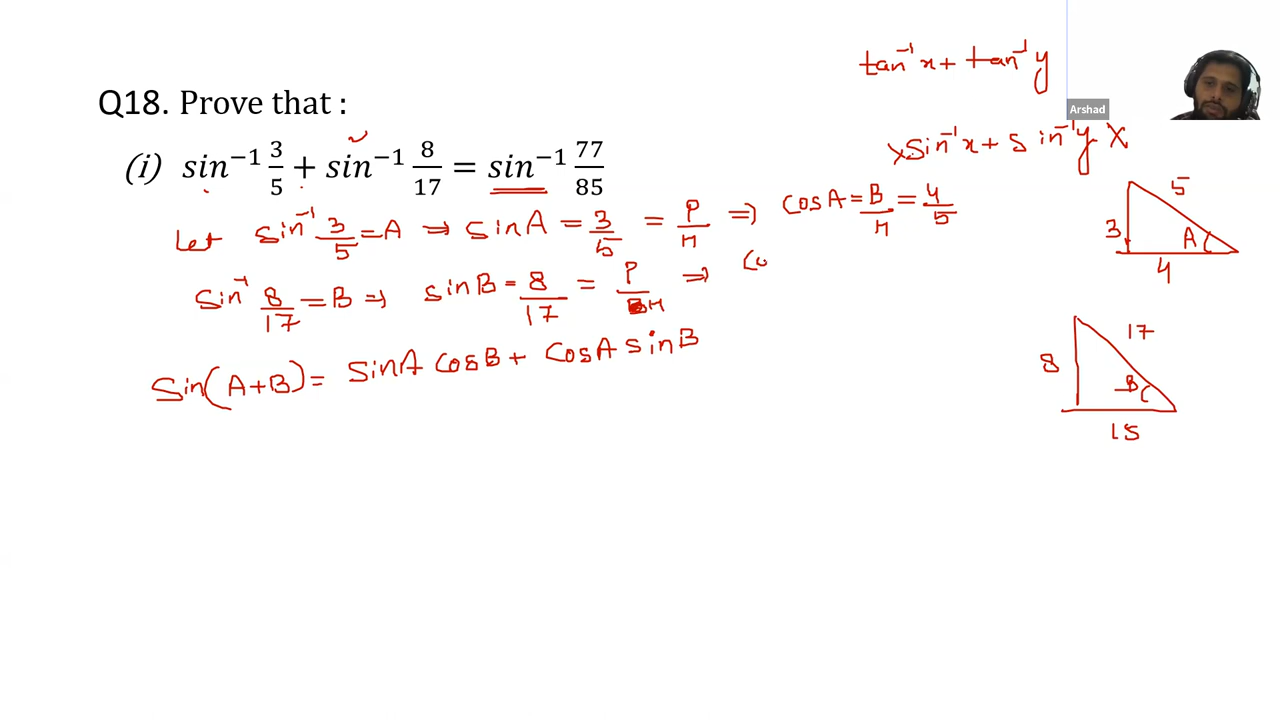 tan⁻¹x + tan⁻¹y
Arshad
Q18. Prove that :
×sin⁻¹x + sin⁻¹y ×
(i) sin⁻¹ 3/5 + sin⁻¹ 8/17 = sin⁻¹ 77/85
Let sin⁻¹ 3/5 = A ⇒ sinA = 3/5 = P/H ⇒ cosA = B/H = 4/5
5
3
A
4
sin⁻¹ 8/17 = B ⇒ sinB = 8/17 = P/H ⇒ co
17
8
B
15
Sin(A+B) = sinA cosB + cosA sinB